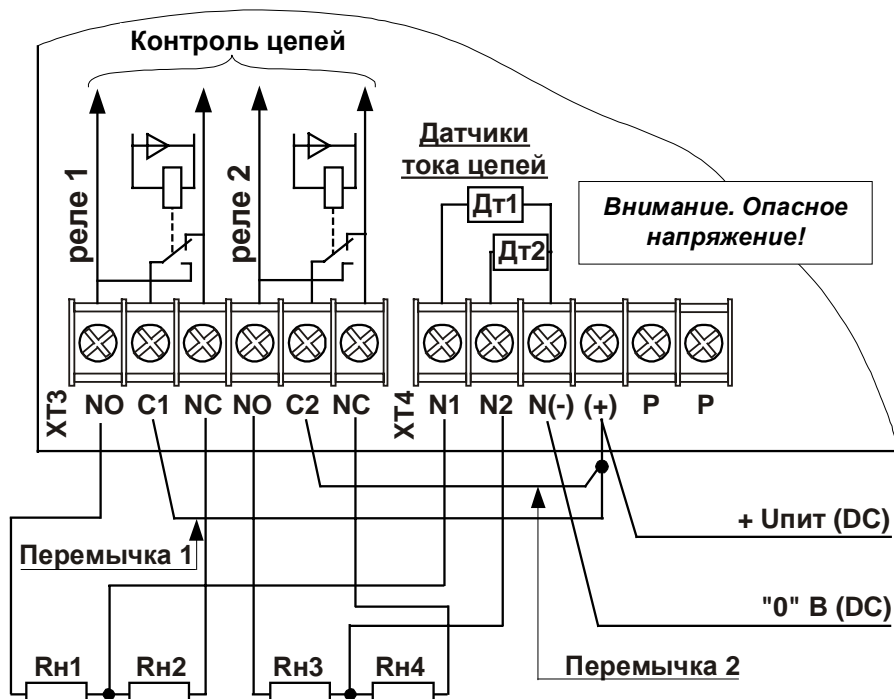 Контроль цепей
реле 1
реле 2
Датчики
тока цепей
Дт1
Дт2
Внимание. Опасное
напряжение!
XT3
NO C1 NC NO C2 NC
XT4
N1 N2 N(-) (+) P P
+ Uпит (DC)
Перемычка 1
"0" В (DC)
Rн1 Rн2 Rн3 Rн4
Перемычка 2